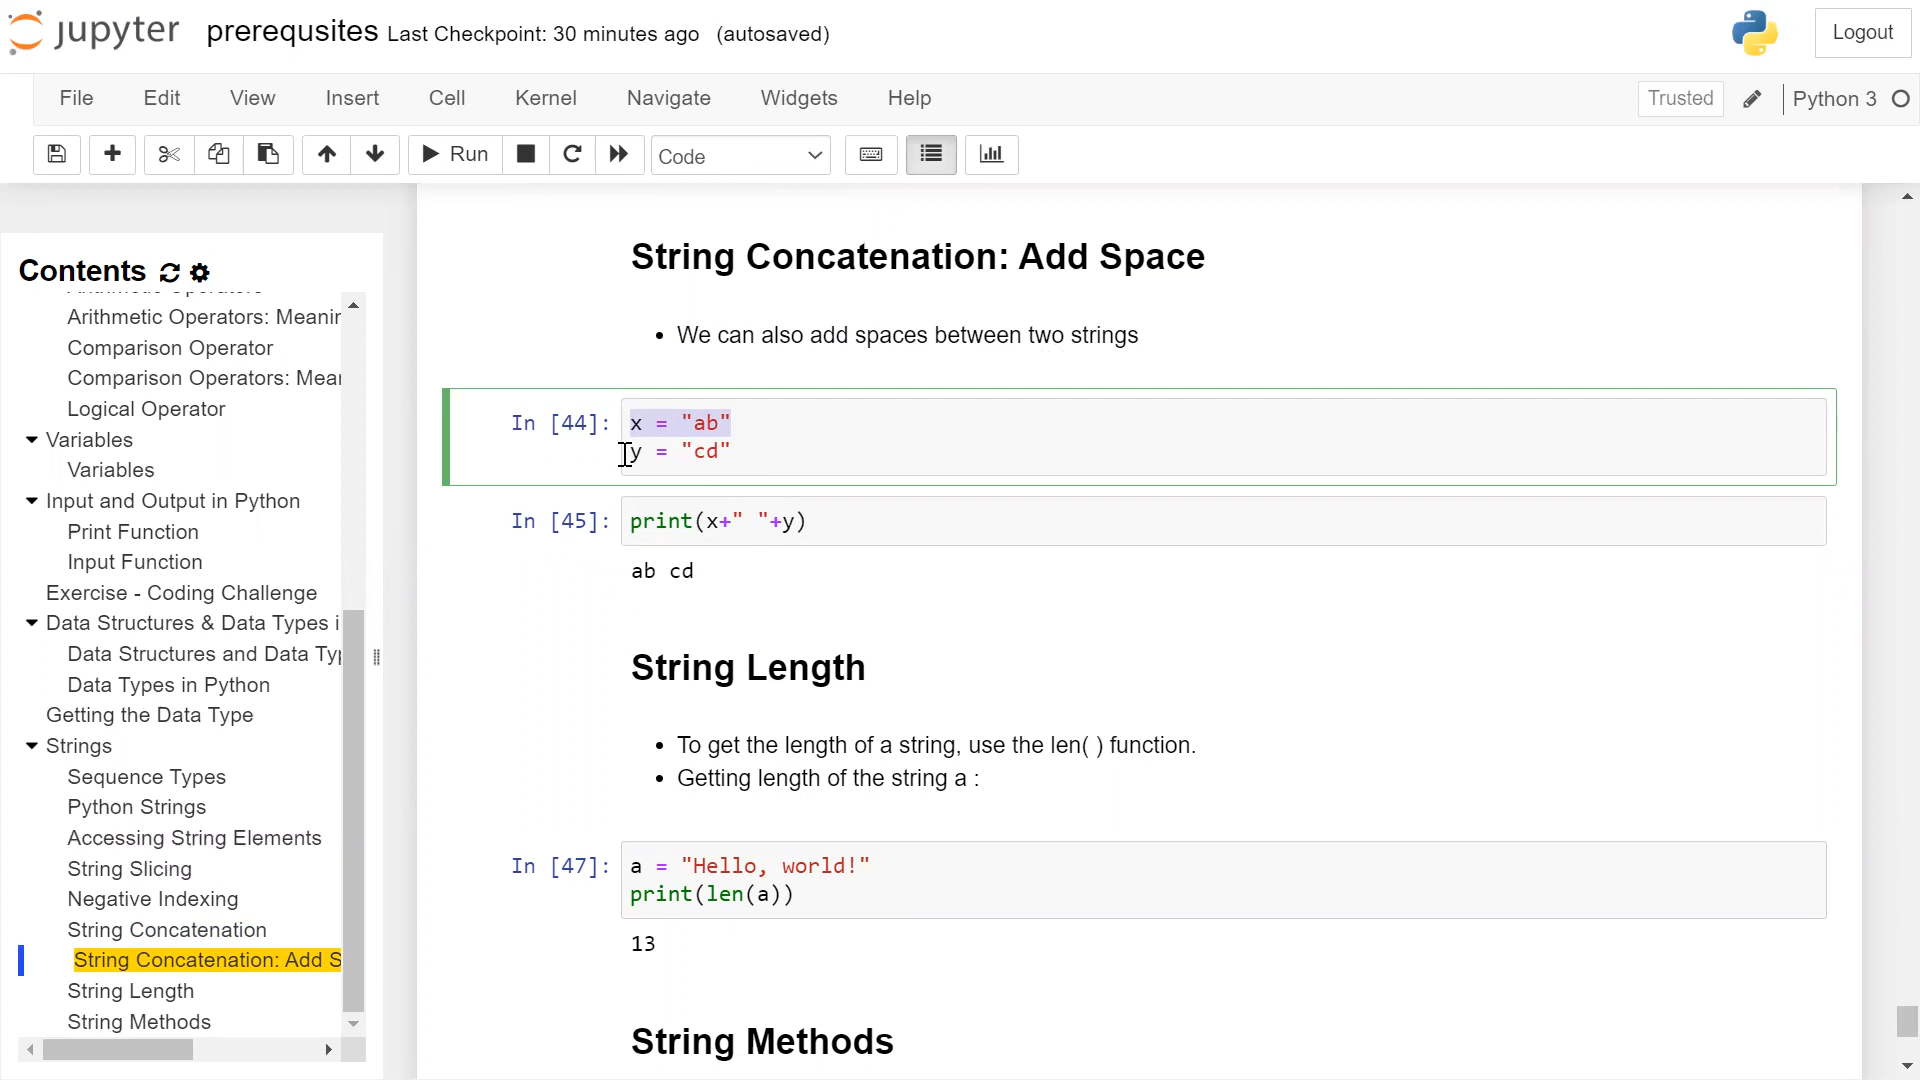 jupyter prerequsites Last Checkpoint: 30 minutes ago (autosaved) Logout
File Edit View Insert Cell Kernel Navigate Widgets Help Trusted Python 3
Run Code
Contents
Arithmetic Operators
Arithmetic Operators: Meanin
Comparison Operator
Comparison Operators: Mear
Logical Operator
Variables
Variables
Input and Output in Python
Print Function
Input Function
Exercise - Coding Challenge
Data Structures & Data Types i
Data Structures and Data Typ
Data Types in Python
Getting the Data Type
Strings
Sequence Types
Python Strings
Accessing String Elements
String Slicing
Negative Indexing
String Concatenation
String Concatenation: Add S
String Length
String Methods
String Concatenation: Add Space
• We can also add spaces between two strings
In [44]: x = "ab"
y = "cd"
In [45]: print(x+" "+y)
ab cd
String Length
• To get the length of a string, use the len( ) function.
• Getting length of the string a :
In [47]: a = "Hello, world!"
print(len(a))
13
String Methods